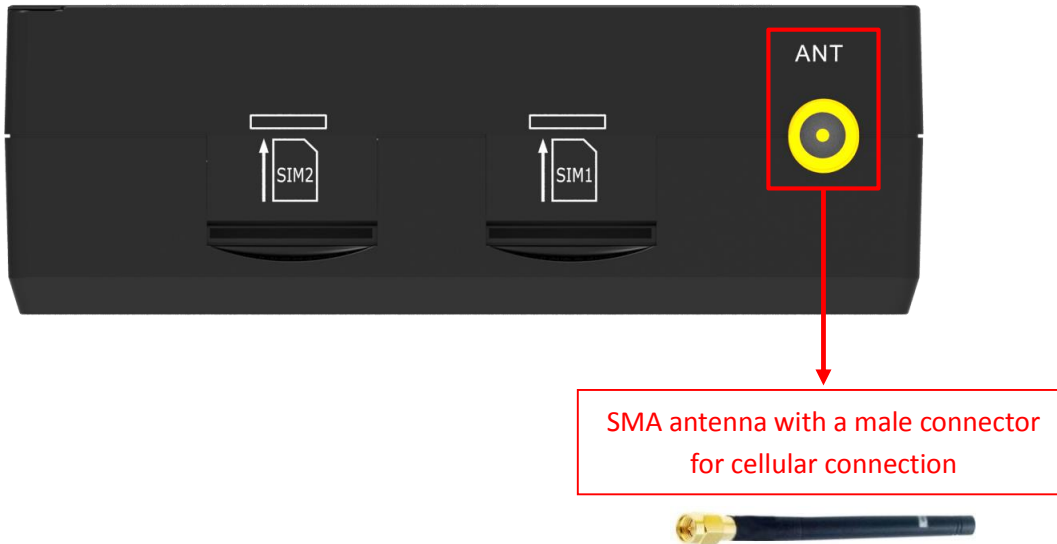 ANT
SIM2
SIM1
SMA antenna with a male connector
for cellular connection